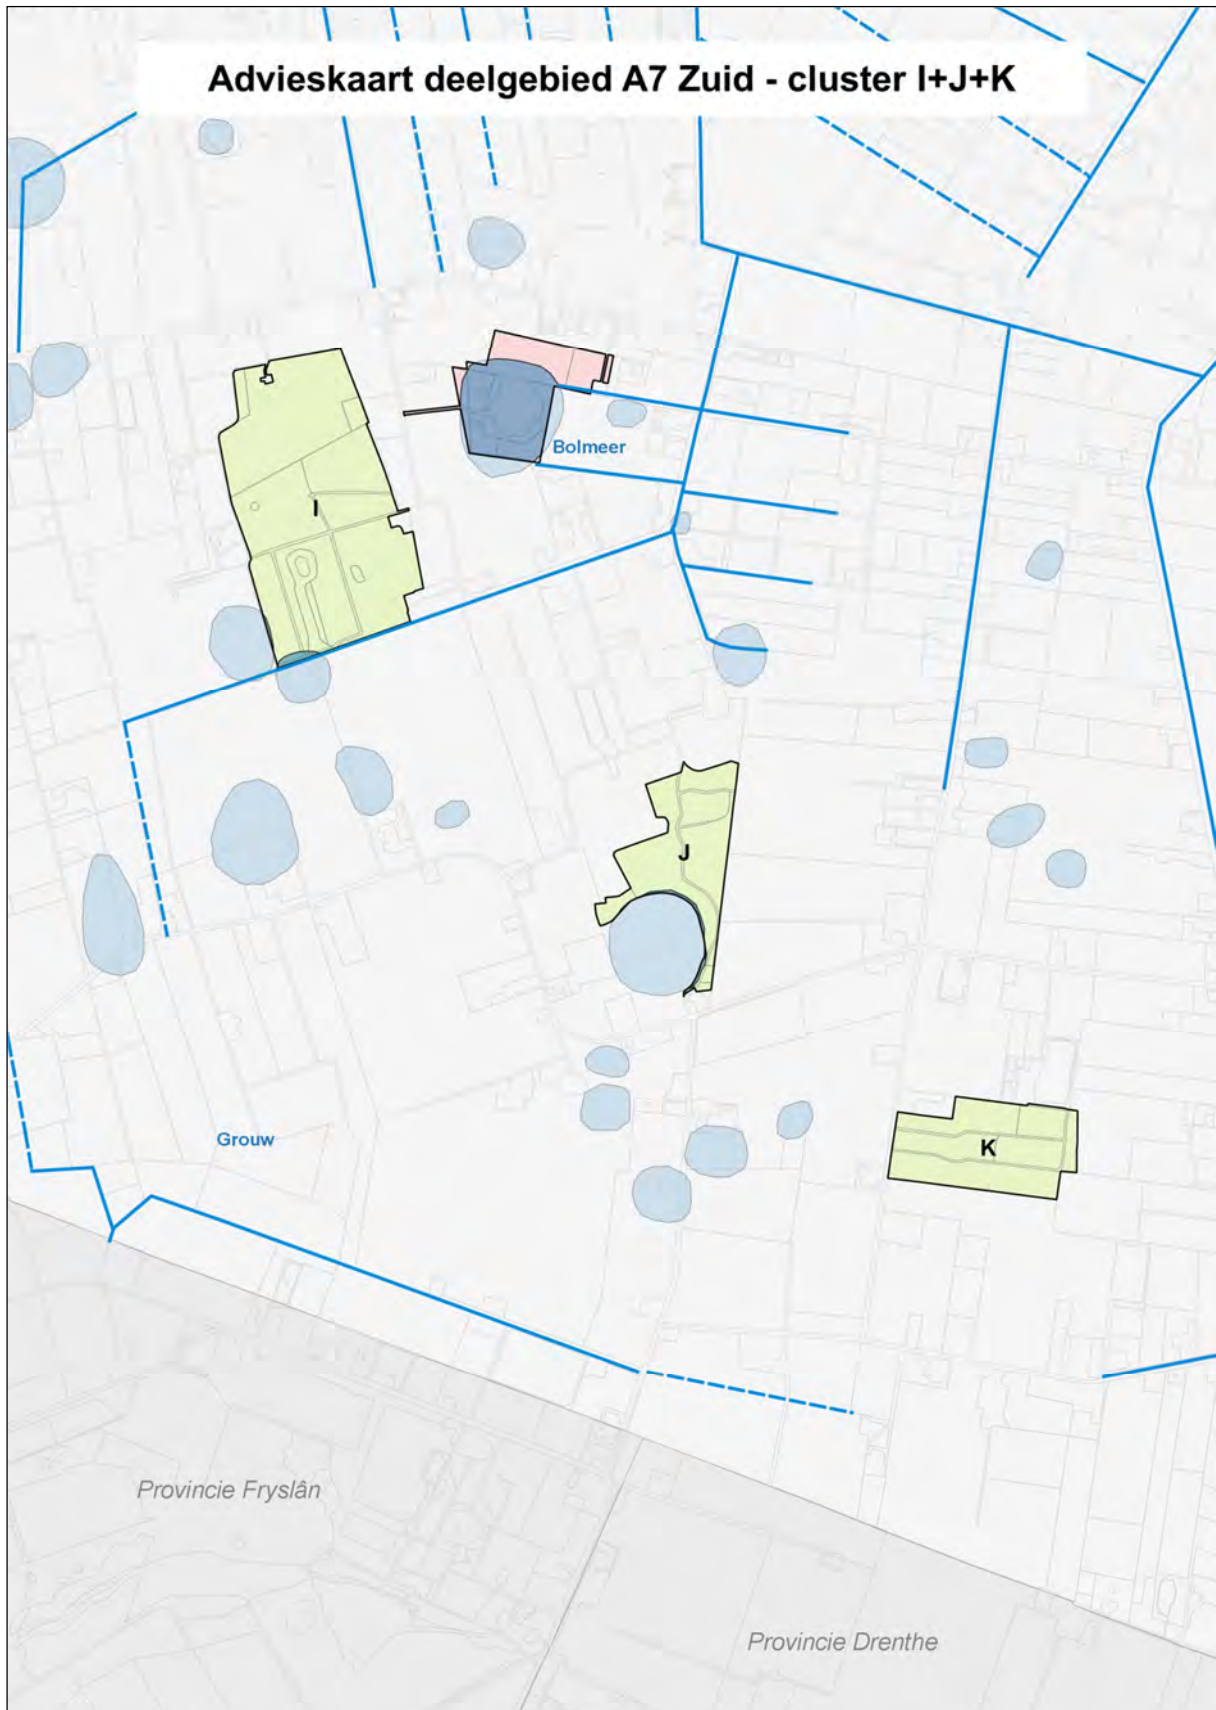 Advieskaart deelgebied A7 Zuid - cluster I+J+K
Bolmeer
I
J
Grouw
K
Provincie Fryslân
Provincie Drenthe